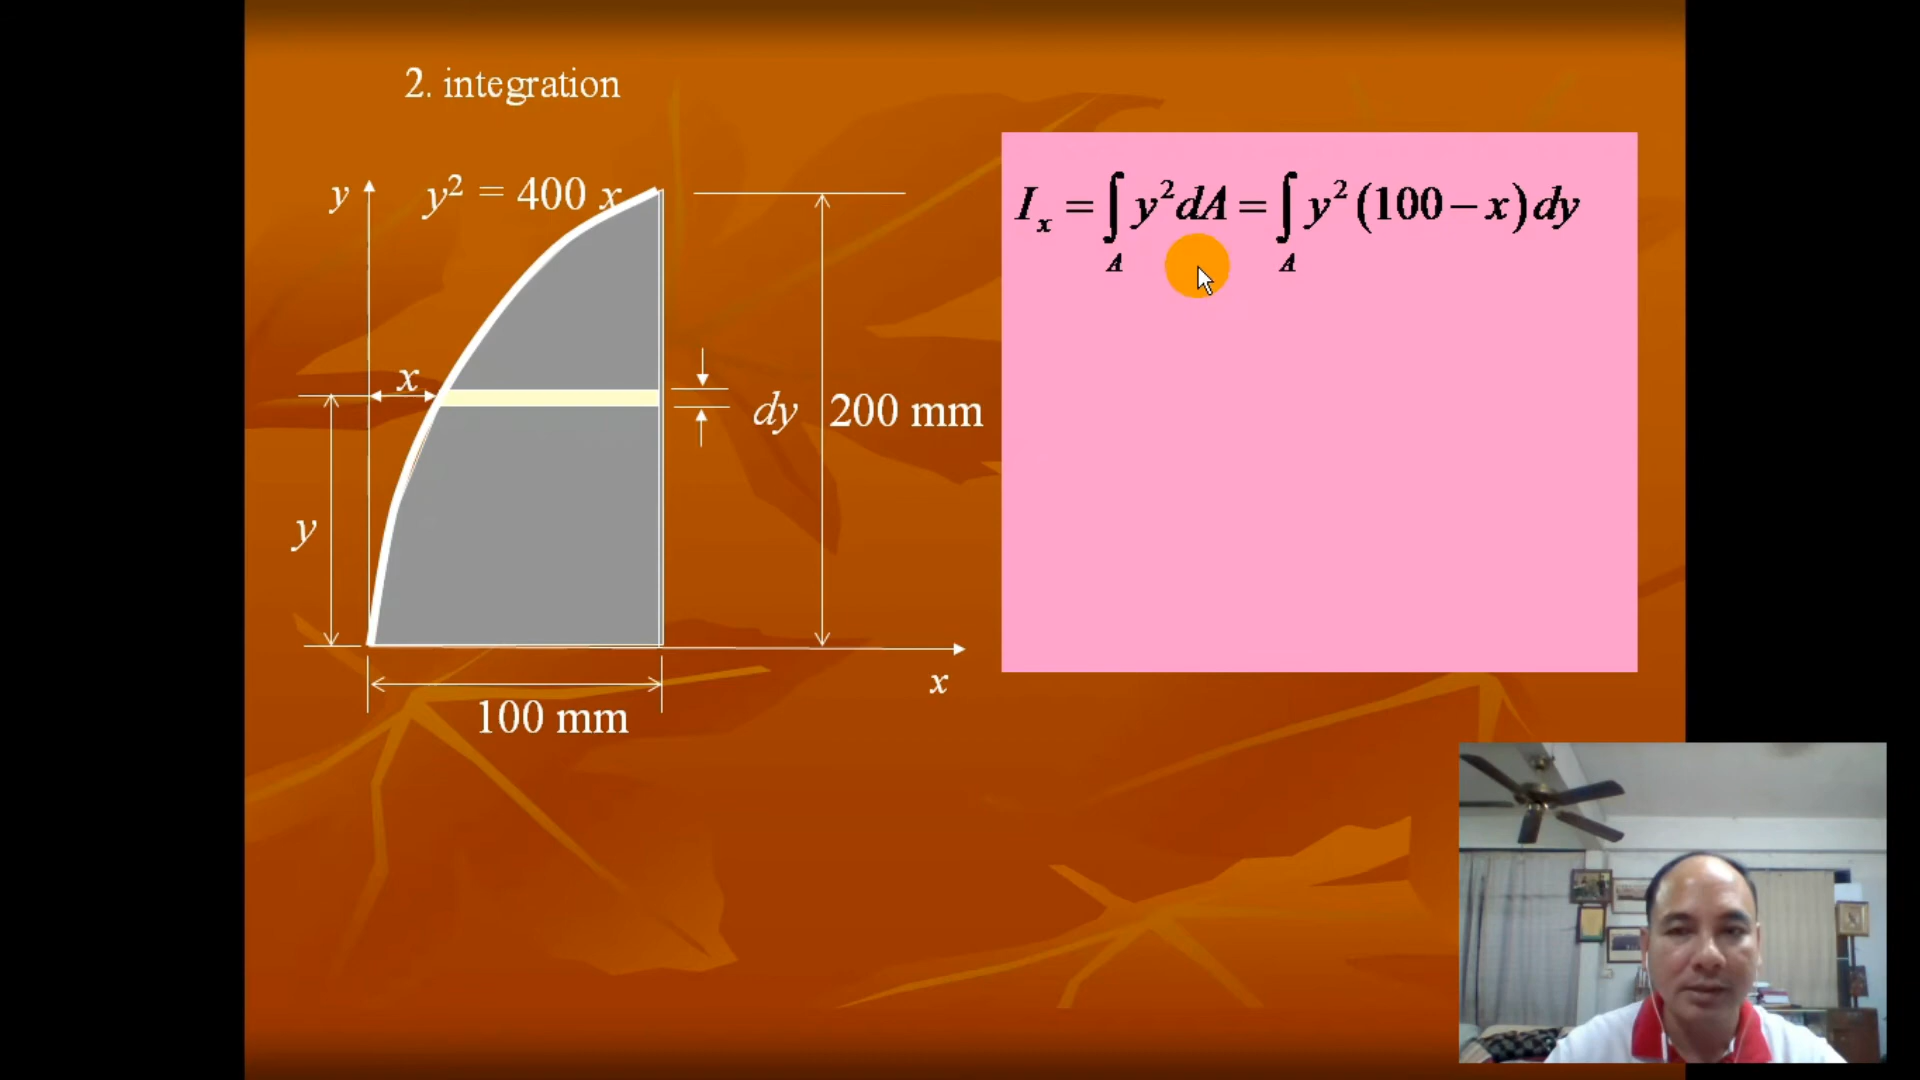 2. integration
y
y² = 400 x
x
dy
200 mm
y
x
100 mm
Iₓ = ∫_A y²dA = ∫_A y²(100 − x)dy